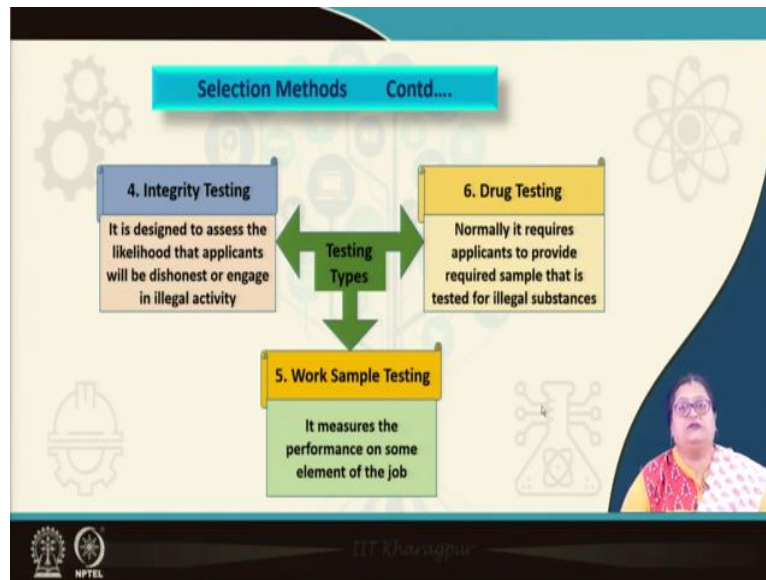 Selection Methods Contd....
4. Integrity Testing
It is designed to assess the
likelihood that applicants
will be dishonest or engage
in illegal activity
Testing
Types
6. Drug Testing
Normally it requires
applicants to provide
required sample that is
tested for illegal substances
5. Work Sample Testing
It measures the
performance on some
element of the job
NPTEL
IIT Kharagpur